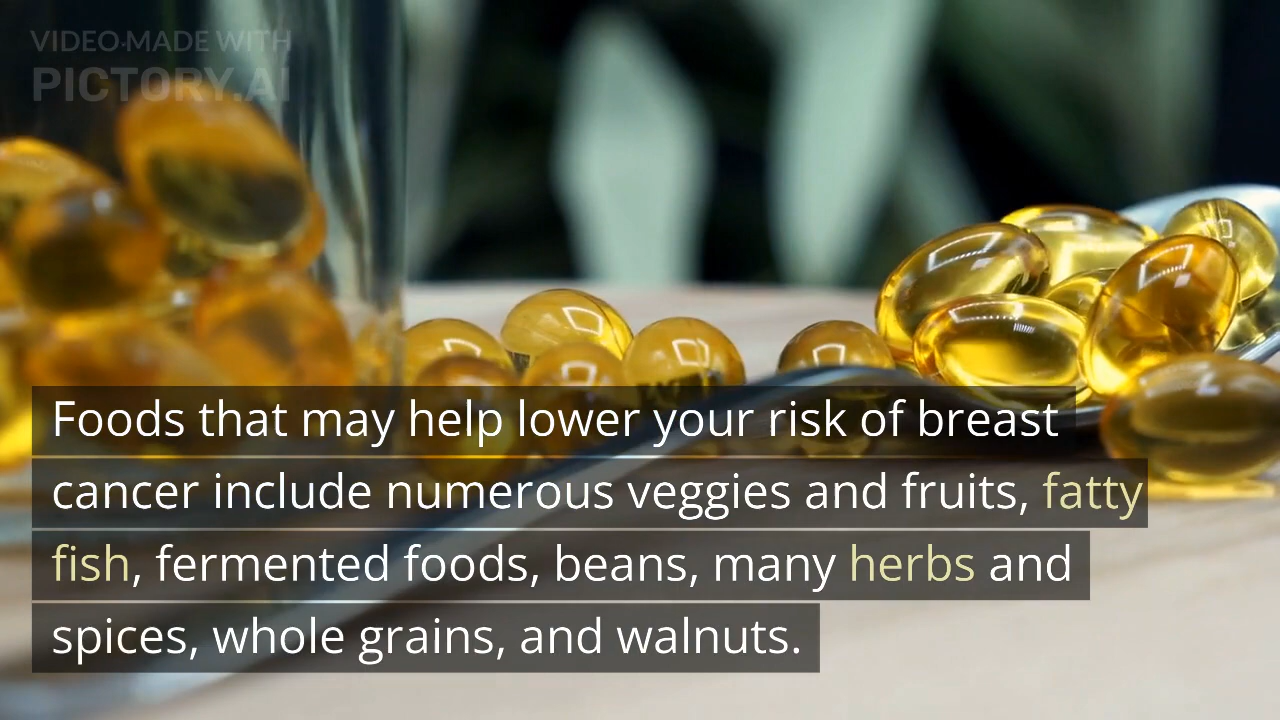 VIDEO MADE WITH
PICTORY.AI
Foods that may help lower your risk of breast
cancer include numerous veggies and fruits, fatty
fish, fermented foods, beans, many herbs and
spices, whole grains, and walnuts.